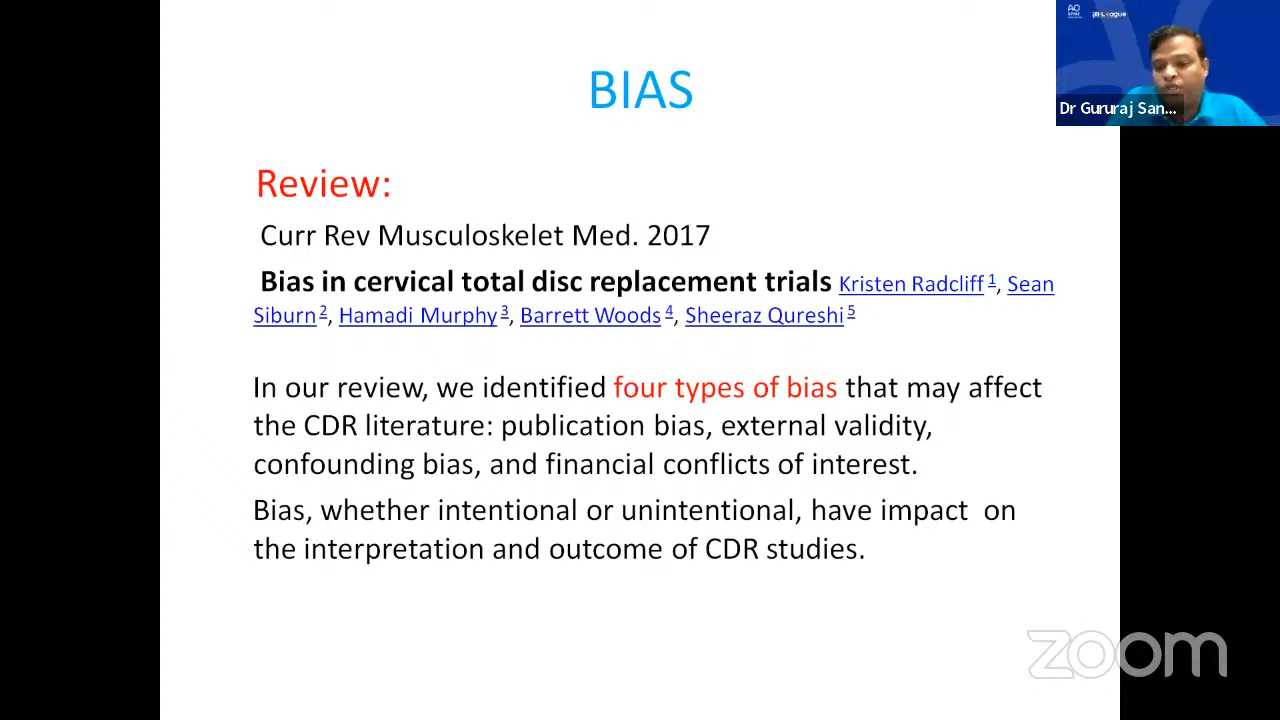 BIAS
Review:
Curr Rev Musculoskelet Med. 2017
Bias in cervical total disc replacement trials Kristen Radcliff 1, Sean
Siburn 2, Hamadi Murphy 3, Barrett Woods 4, Sheeraz Qureshi 5
In our review, we identified four types of bias that may affect
the CDR literature: publication bias, external validity,
confounding bias, and financial conflicts of interest.
Bias, whether intentional or unintentional, have impact  on
the interpretation and outcome of CDR studies.
AO
SPINE
Dr Gururaj San...
zoom